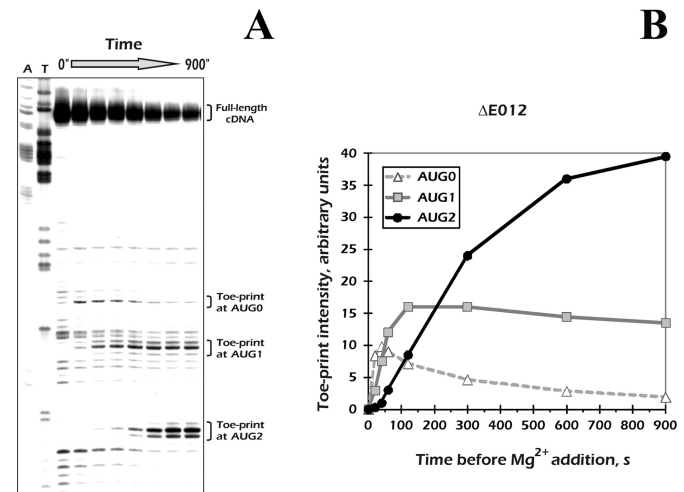 A
B
Time
A T 0" 900"
Full-length
cDNA
Toe-print
at AUG0
Toe-print
at AUG1
Toe-print
at AUG2
ΔE012
Toe-print intensity, arbitrary units
40
35
30
25
20
15
10
5
0
AUG0
AUG1
AUG2
0 100 200 300 400 500 600 700 800 900
Time before Mg²⁺ addition, s